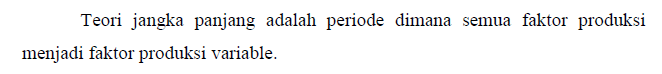 Teori jangka panjang adalah periode dimana semua faktor produksi
menjadi faktor produksi variable.